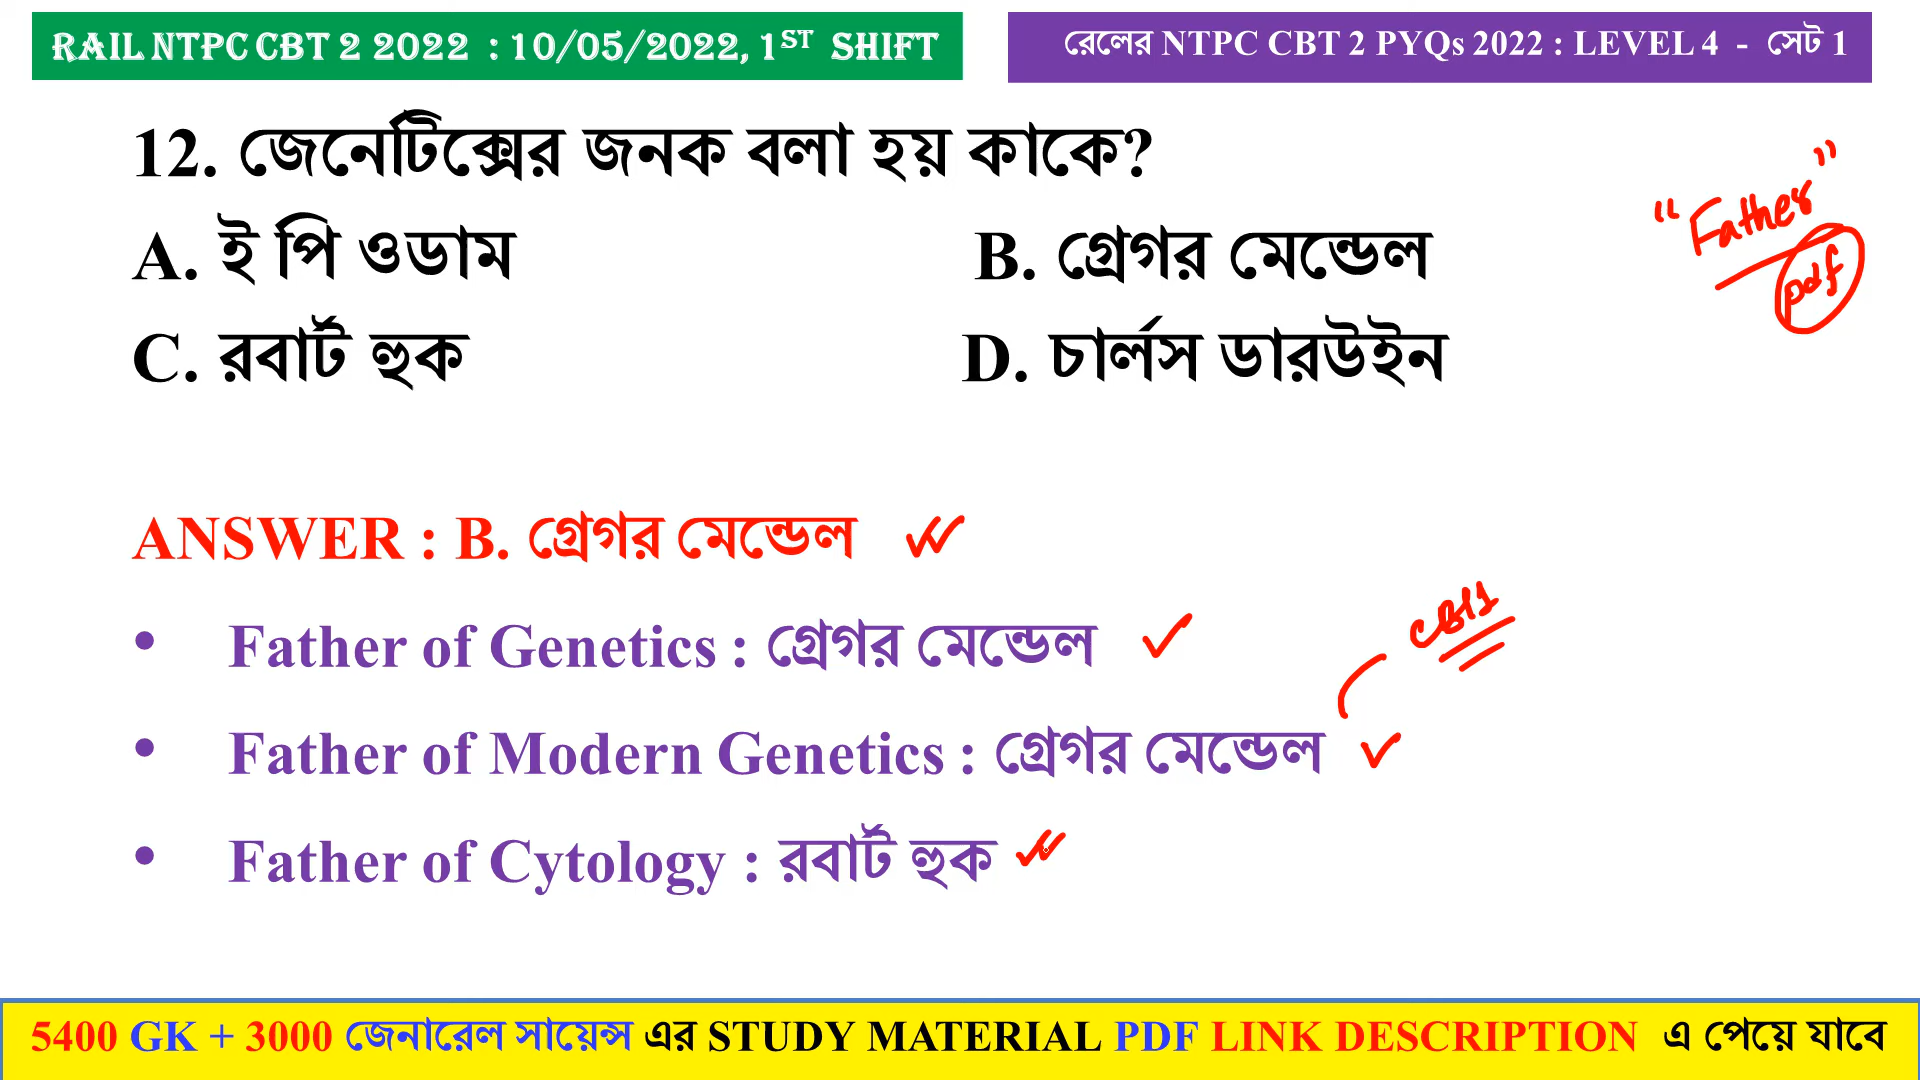 RAIL NTPC CBT 2 2022 : 10/05/2022, 1ST SHIFT
রেলের NTPC CBT 2 PYQs 2022 : LEVEL 4 - সেট 1
12. জেনেটিক্সের জনক বলা হয় কাকে?
A. ই পি ওডাম
B. গ্রেগর মেন্ডেল
C. রবার্ট হুক
D. চার্লস ডারউইন
"Father"
pdf
ANSWER : B. গ্রেগর মেন্ডেল
• Father of Genetics : গ্রেগর মেন্ডেল
CBT1
• Father of Modern Genetics : গ্রেগর মেন্ডেল
• Father of Cytology : রবার্ট হুক
5400 GK + 3000 জেনারেল সায়েন্স এর STUDY MATERIAL PDF LINK DESCRIPTION এ পেয়ে যাবে